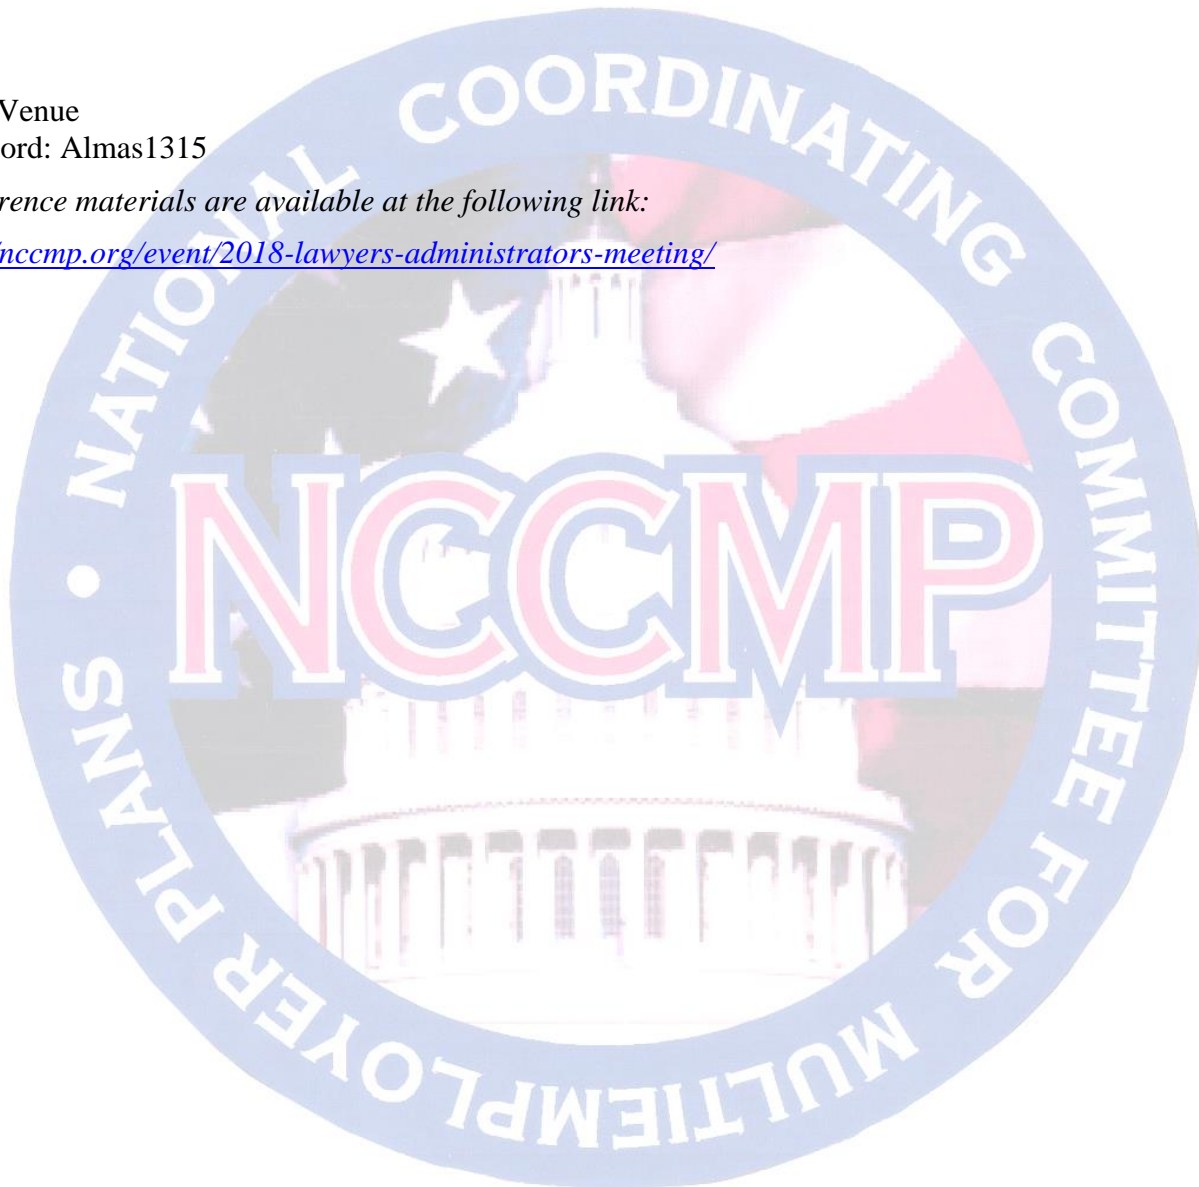 Venue
ord: Almas1315
rence materials are available at the following link:
/nccmp.org/event/2018-lawyers-administrators-meeting/
NATIONAL COORDINATING COMMITTEE FOR MULTIEMPLOYER PLANS
NCCMP